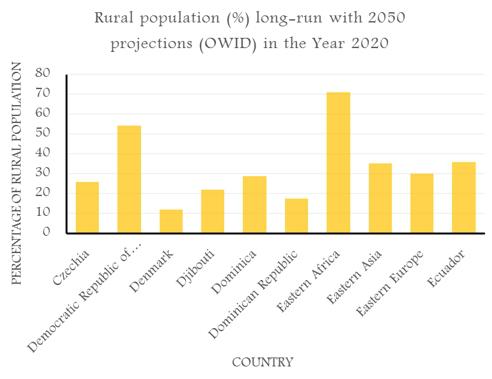 Rural population (%) long-run with 2050
projections (OWID) in the Year 2020
PERCENTAGE OF RURAL POPULATION
80
70
60
50
40
30
20
10
0
Czechia
Democratic Republic of...
Denmark
Djibouti
Dominica
Dominican Republic
Eastern Africa
Eastern Asia
Eastern Europe
Ecuador
COUNTRY